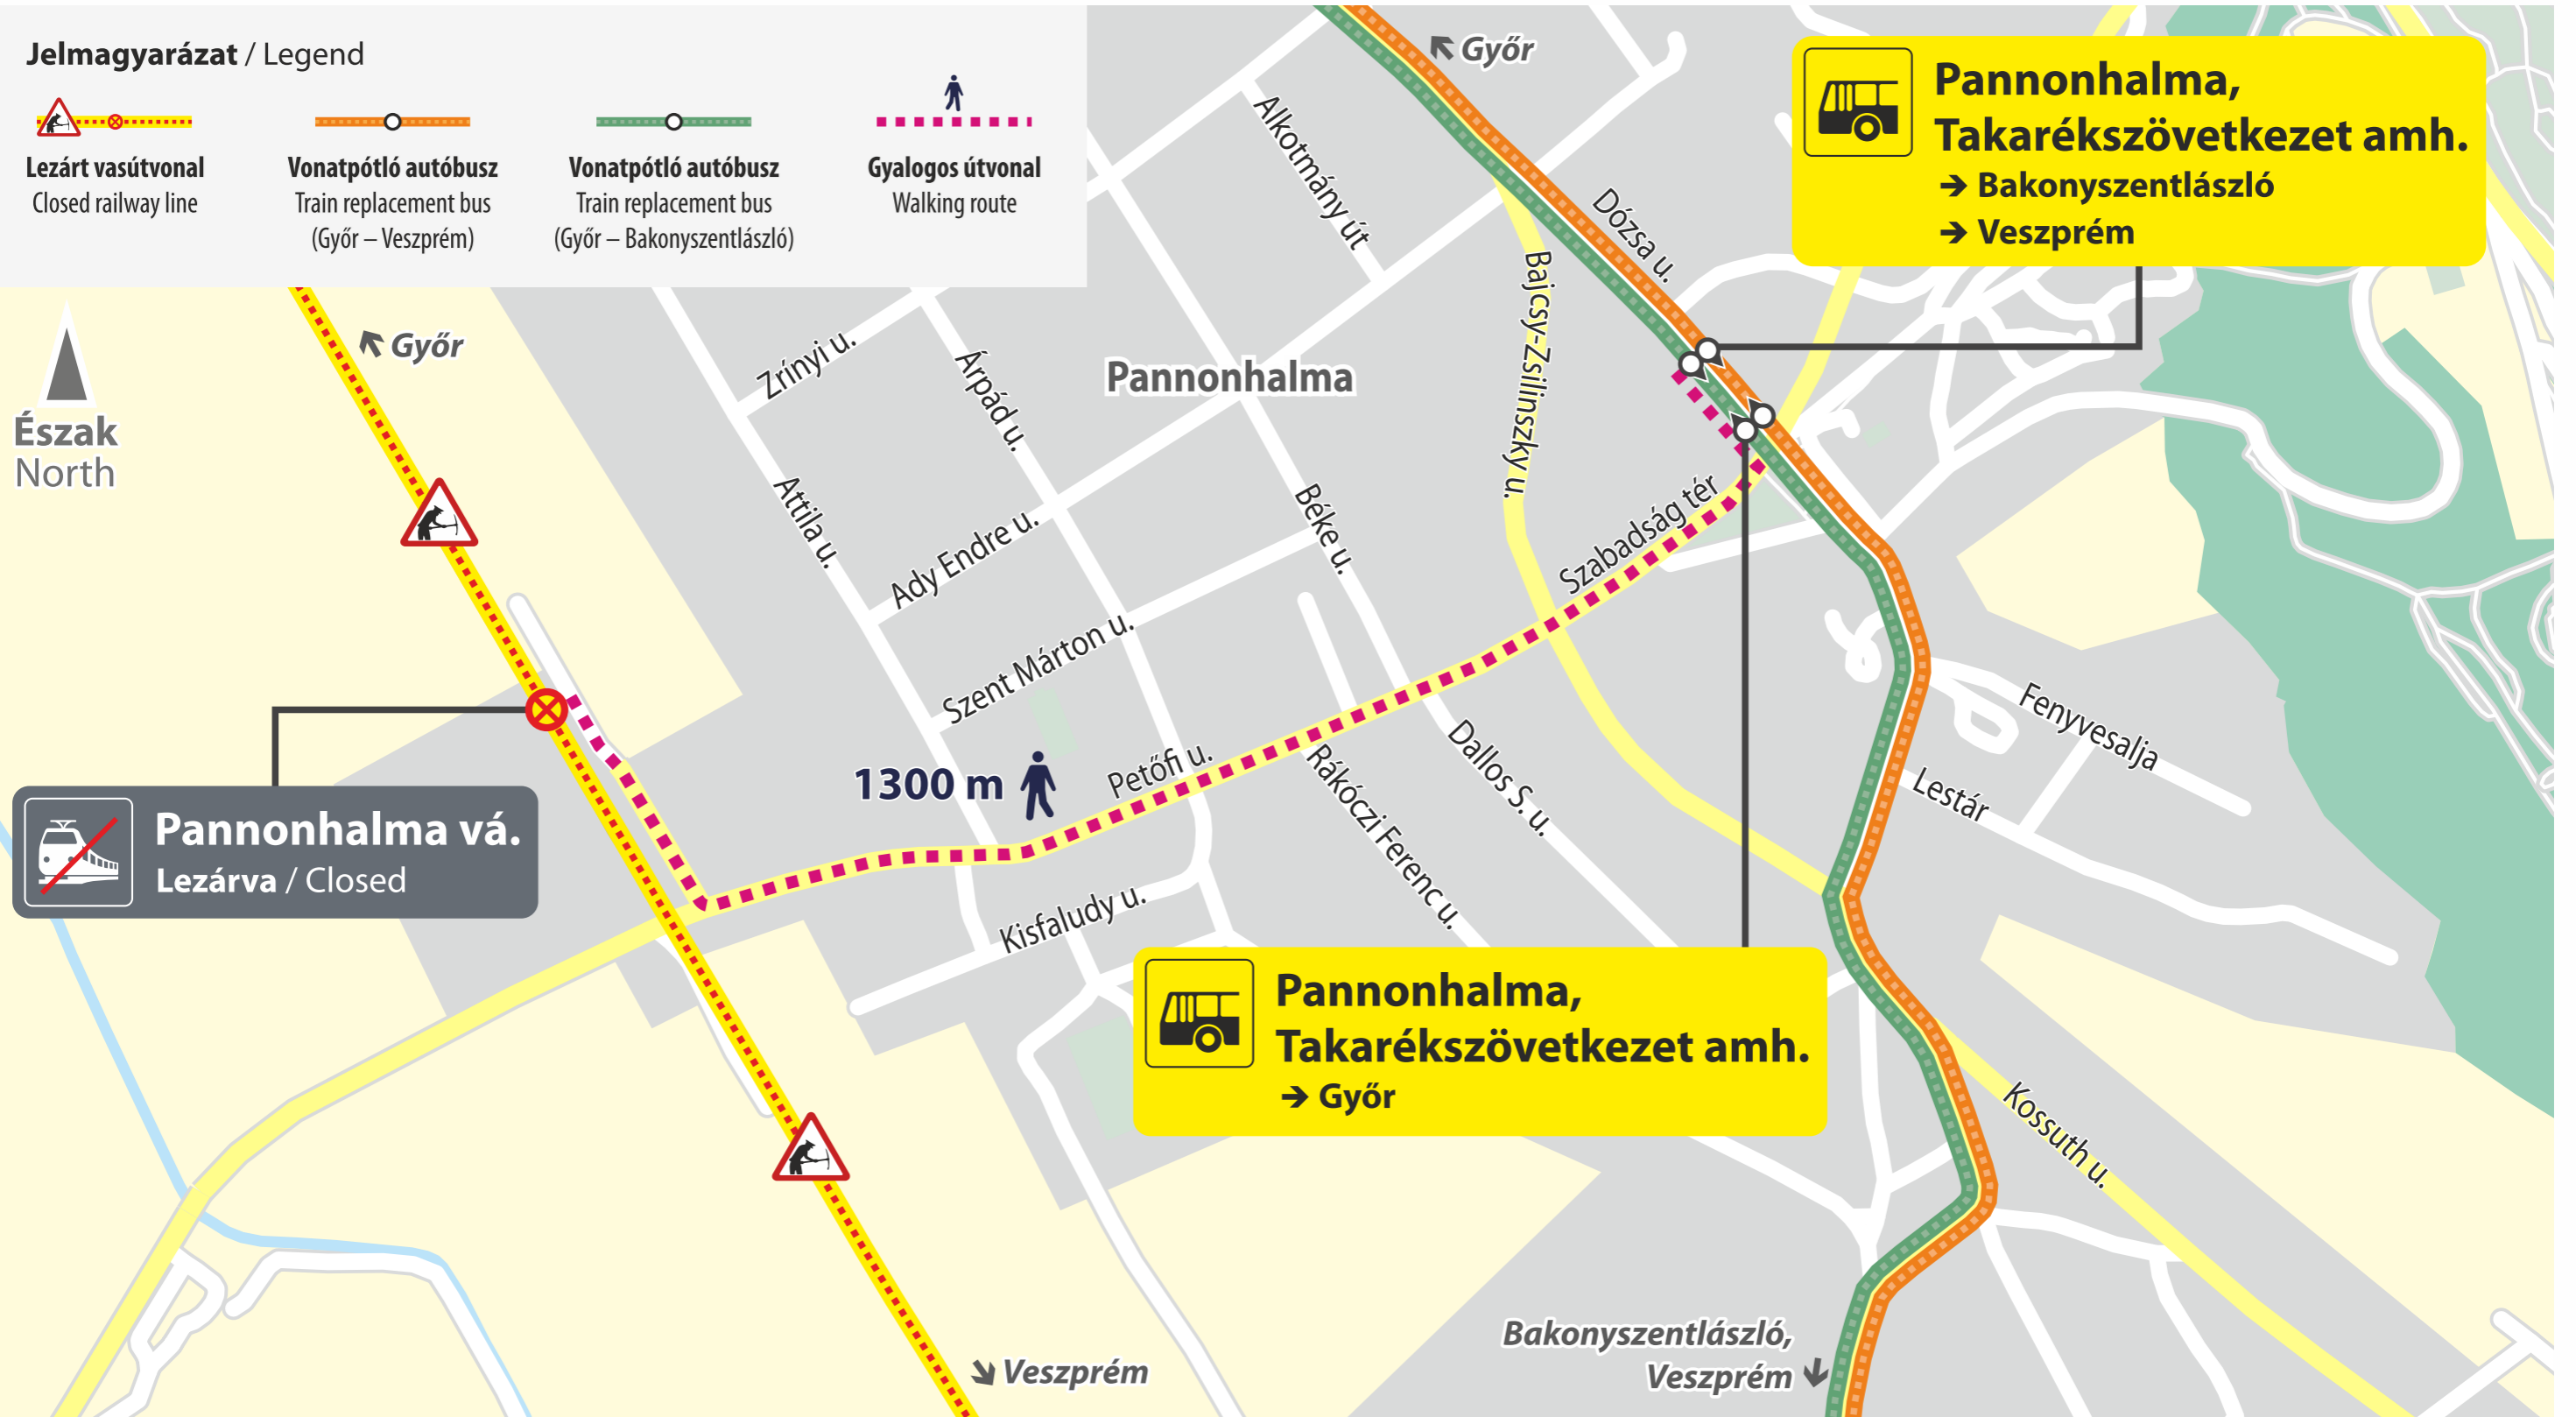 Jelmagyarázat / Legend
Lezárt vasútvonal
Closed railway line
Vonatpótló autóbusz
Train replacement bus
(Győr – Veszprém)
Vonatpótló autóbusz
Train replacement bus
(Győr – Bakonyszentlászló)
Gyalogos útvonal
Walking route
Győr
Pannonhalma,
Takarékszövetkezet amh.
➔ Bakonyszentlászló
➔ Veszprém
Észak
North
Győr
Alkotmány út
Dózsa u.
Bajcsy-Zsilinszky u.
Zrínyi u.
Árpád u.
Pannonhalma
Attila u.
Ady Endre u.
Béke u.
Szabadság tér
Szent Márton u.
1300 m
Petőfi u.
Rákóczi Ferenc u.
Dallos S. u.
Fenyvesalja
Lestár
Kisfaludy u.
Pannonhalma vá.
Lezárva / Closed
Pannonhalma,
Takarékszövetkezet amh.
➔ Győr
Kossuth u.
Veszprém
Bakonyszentlászló,
Veszprém